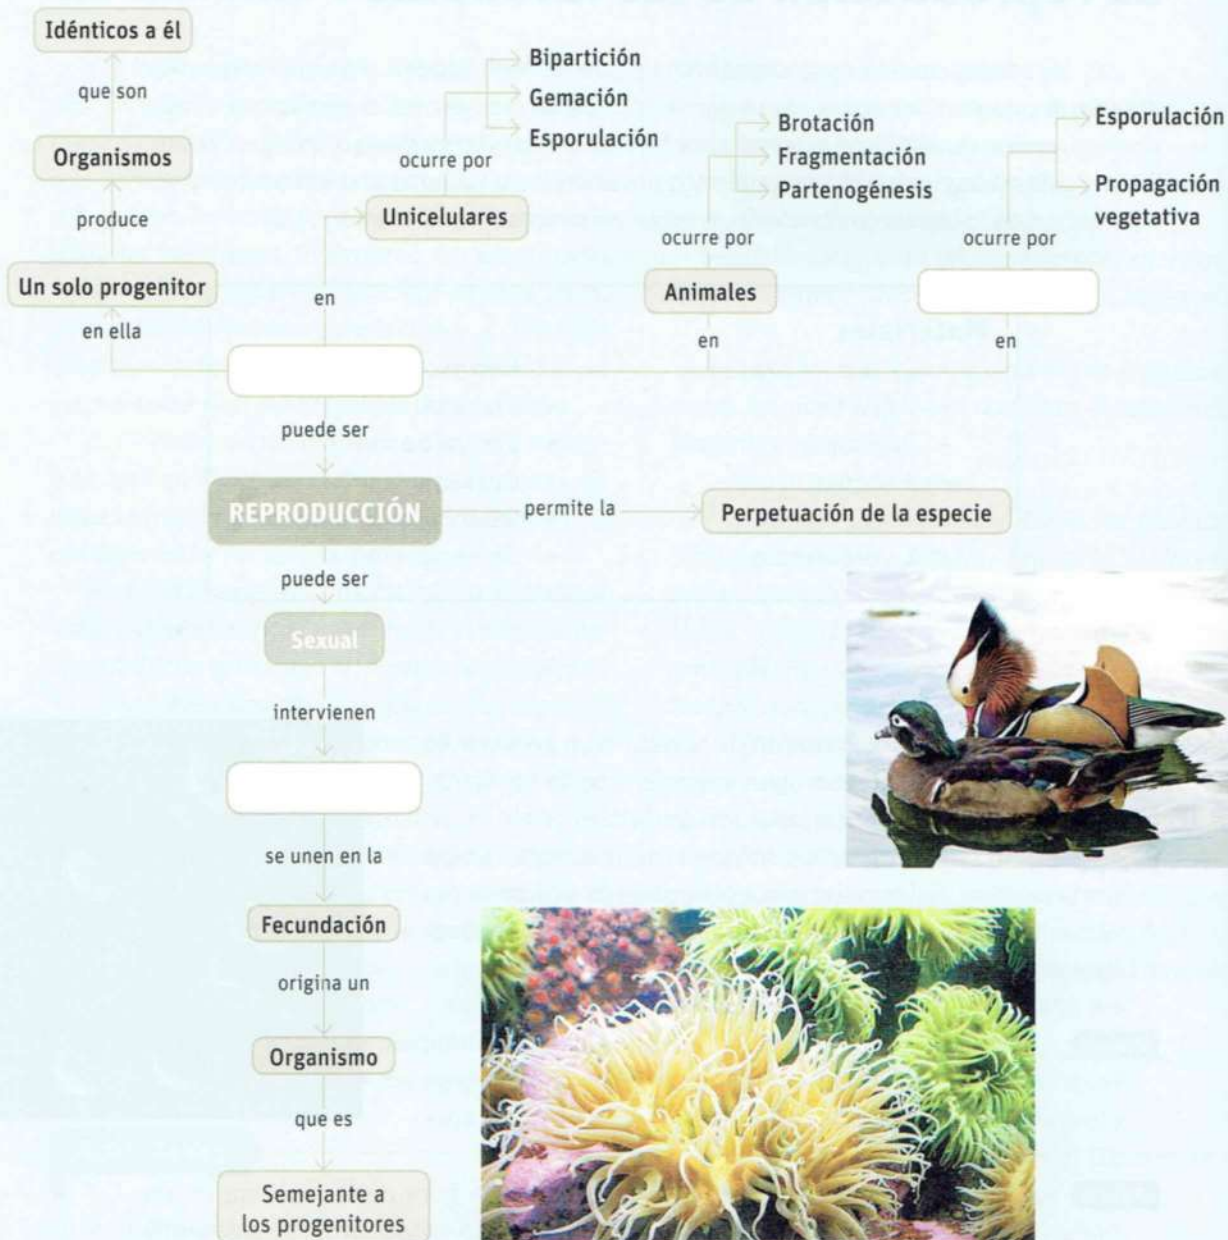 Idénticos a él
que son
Organismos
produce
Un solo progenitor
en ella
Bipartición
Gemación
Esporulación
ocurre por
Unicelulares
en
Brotación
Fragmentación
Partenogénesis
ocurre por
Animales
en
Esporulación
Propagación
vegetativa
ocurre por
en
puede ser
REPRODUCCIÓN
permite la
Perpetuación de la especie
puede ser
Sexual
intervienen
se unen en la
Fecundación
origina un
Organismo
que es
Semejante a
los progenitores